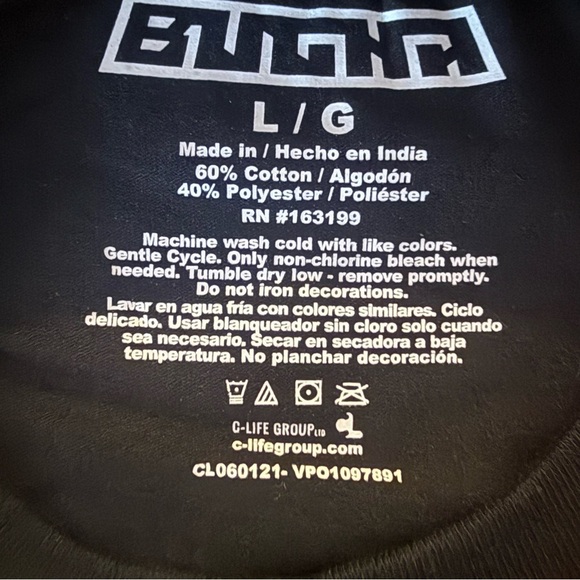 BUTHA
L / G
Made in / Hecho en India
60% Cotton / Algodón
40% Polyester / Poliéster
RN #163199
Machine wash cold with like colors.
Gentle Cycle. Only non-chlorine bleach when
needed. Tumble dry low - remove promptly.
Do not iron decorations.
Lavar en agua fría con colores similares. Ciclo
delicado. Usar blanqueador sin cloro solo cuando
sea necesario. Secar en secadora a baja
temperatura. No planchar decoración.
C-LIFE GROUP LTD
c-lifegroup.com
CL060121- VPO1097891